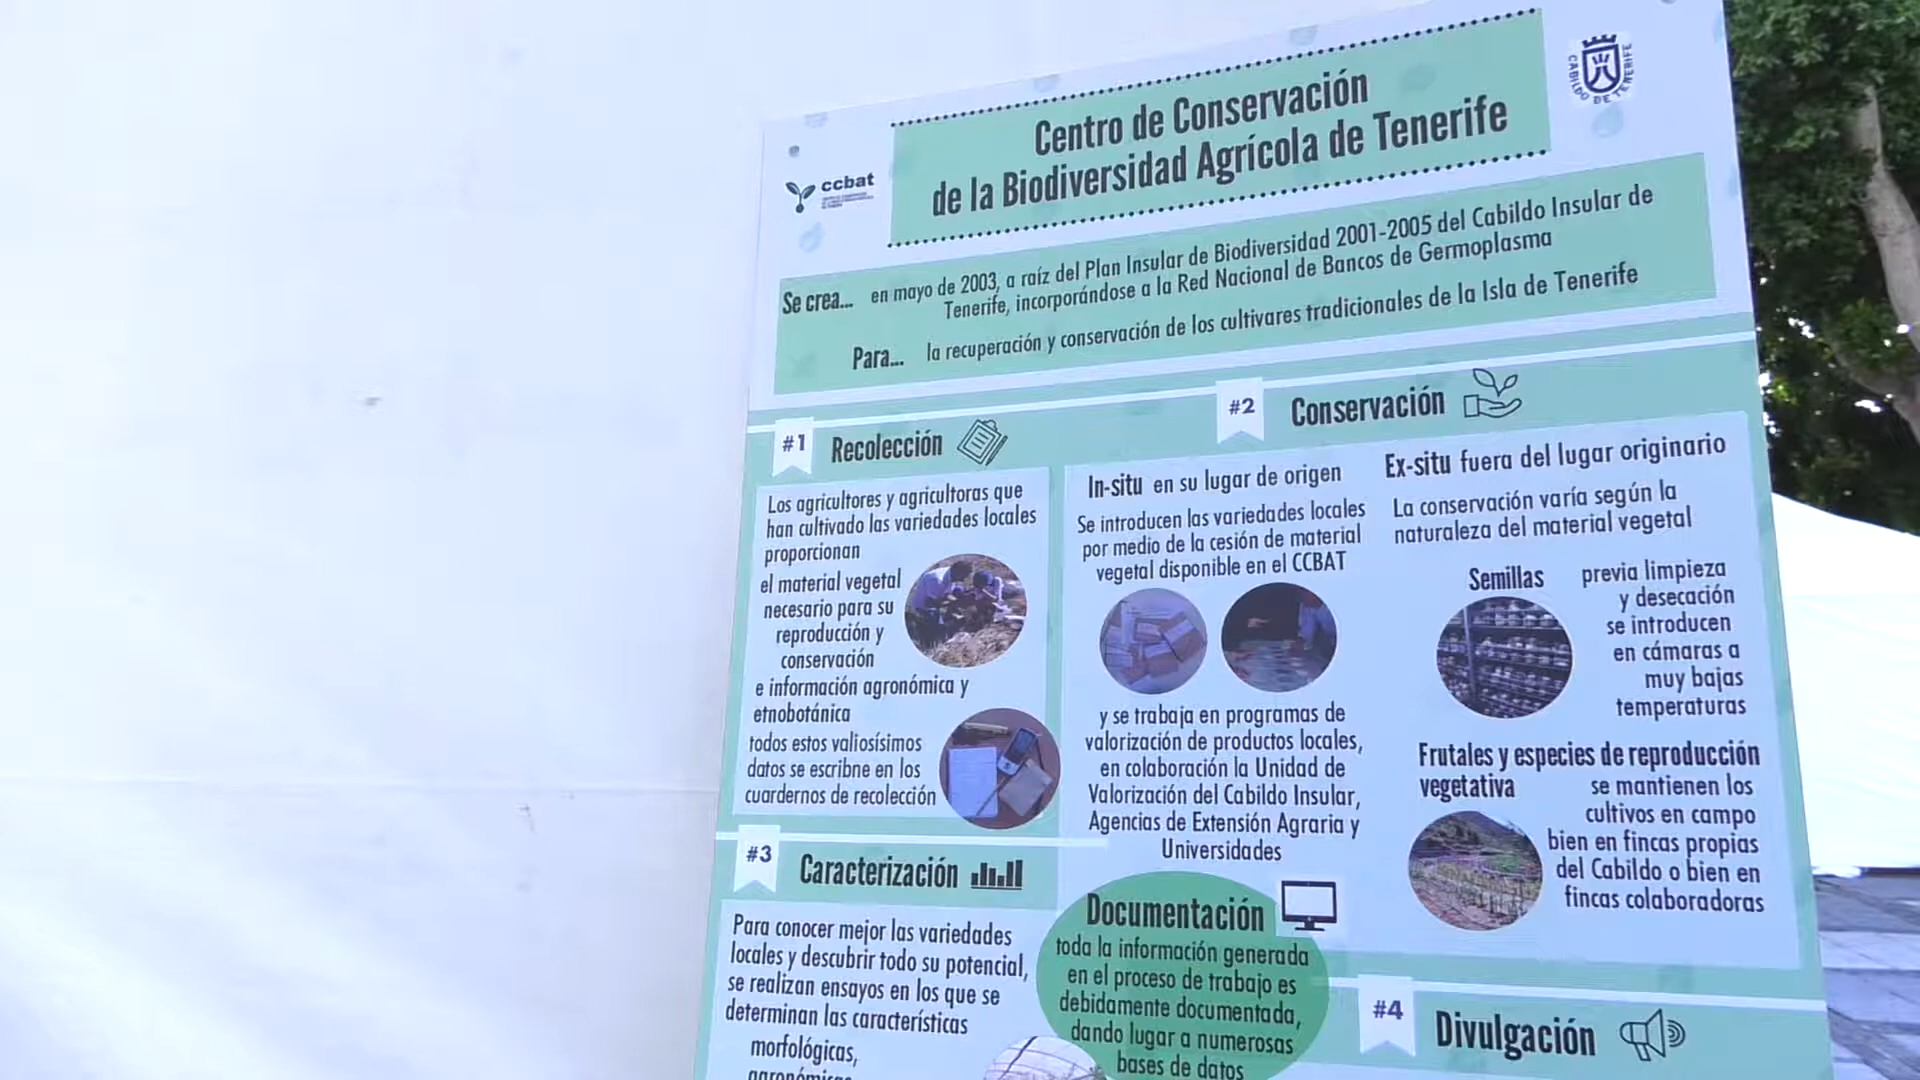 Centro de Conservación
de la Biodiversidad Agrícola de Tenerife
CABILDO DE TENERIFE
ccbat
Se crea... en mayo de 2003, a raíz del Plan Insular de Biodiversidad 2001-2005 del Cabildo Insular de
Tenerife, incorporándose a la Red Nacional de Bancos de Germoplasma
Para... la recuperación y conservación de los cultivares tradicionales de la Isla de Tenerife
#1 Recolección
Los agricultores y agricultoras que
han cultivado las variedades locales
proporcionan
el material vegetal
necesario para su
reproducción y
conservación
e información agronómica y
etnobotánica
todos estos valiosísimos
datos se escribne en los
cuardernos de recolección
#2 Conservación
In-situ en su lugar de origen
Se introducen las variedades locales
por medio de la cesión de material
vegetal disponible en el CCBAT
y se trabaja en programas de
valorización de productos locales,
en colaboración la Unidad de
Valorización del Cabildo Insular,
Agencias de Extensión Agraria y
Universidades
Ex-situ fuera del lugar originario
La conservación varía según la
naturaleza del material vegetal
Semillas previa limpieza
y desecación
se introducen
en cámaras a
muy bajas
temperaturas
Frutales y especies de reproducción
vegetativa se mantienen los
cultivos en campo
bien en fincas propias
del Cabildo o bien en
fincas colaboradoras
#3 Caracterización
Para conocer mejor las variedades
locales y descubrir todo su potencial,
se realizan ensayos en los que se
determinan las características
morfológicas,
agronómicas
Documentación
toda la información generada
en el proceso de trabajo es
debidamente documentada,
dando lugar a numerosas
bases de datos
#4 Divulgación